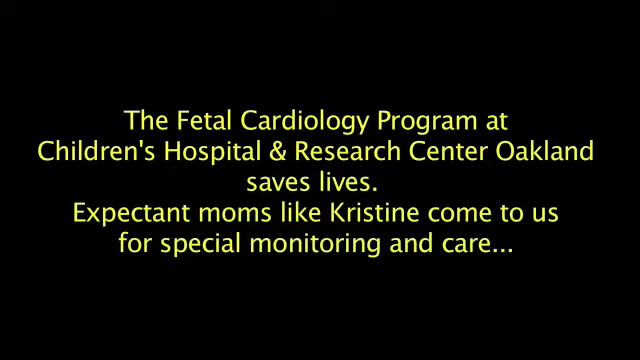 The Fetal Cardiology Program at
Children's Hospital & Research Center Oakland
saves lives.
Expectant moms like Kristine come to us
for special monitoring and care...